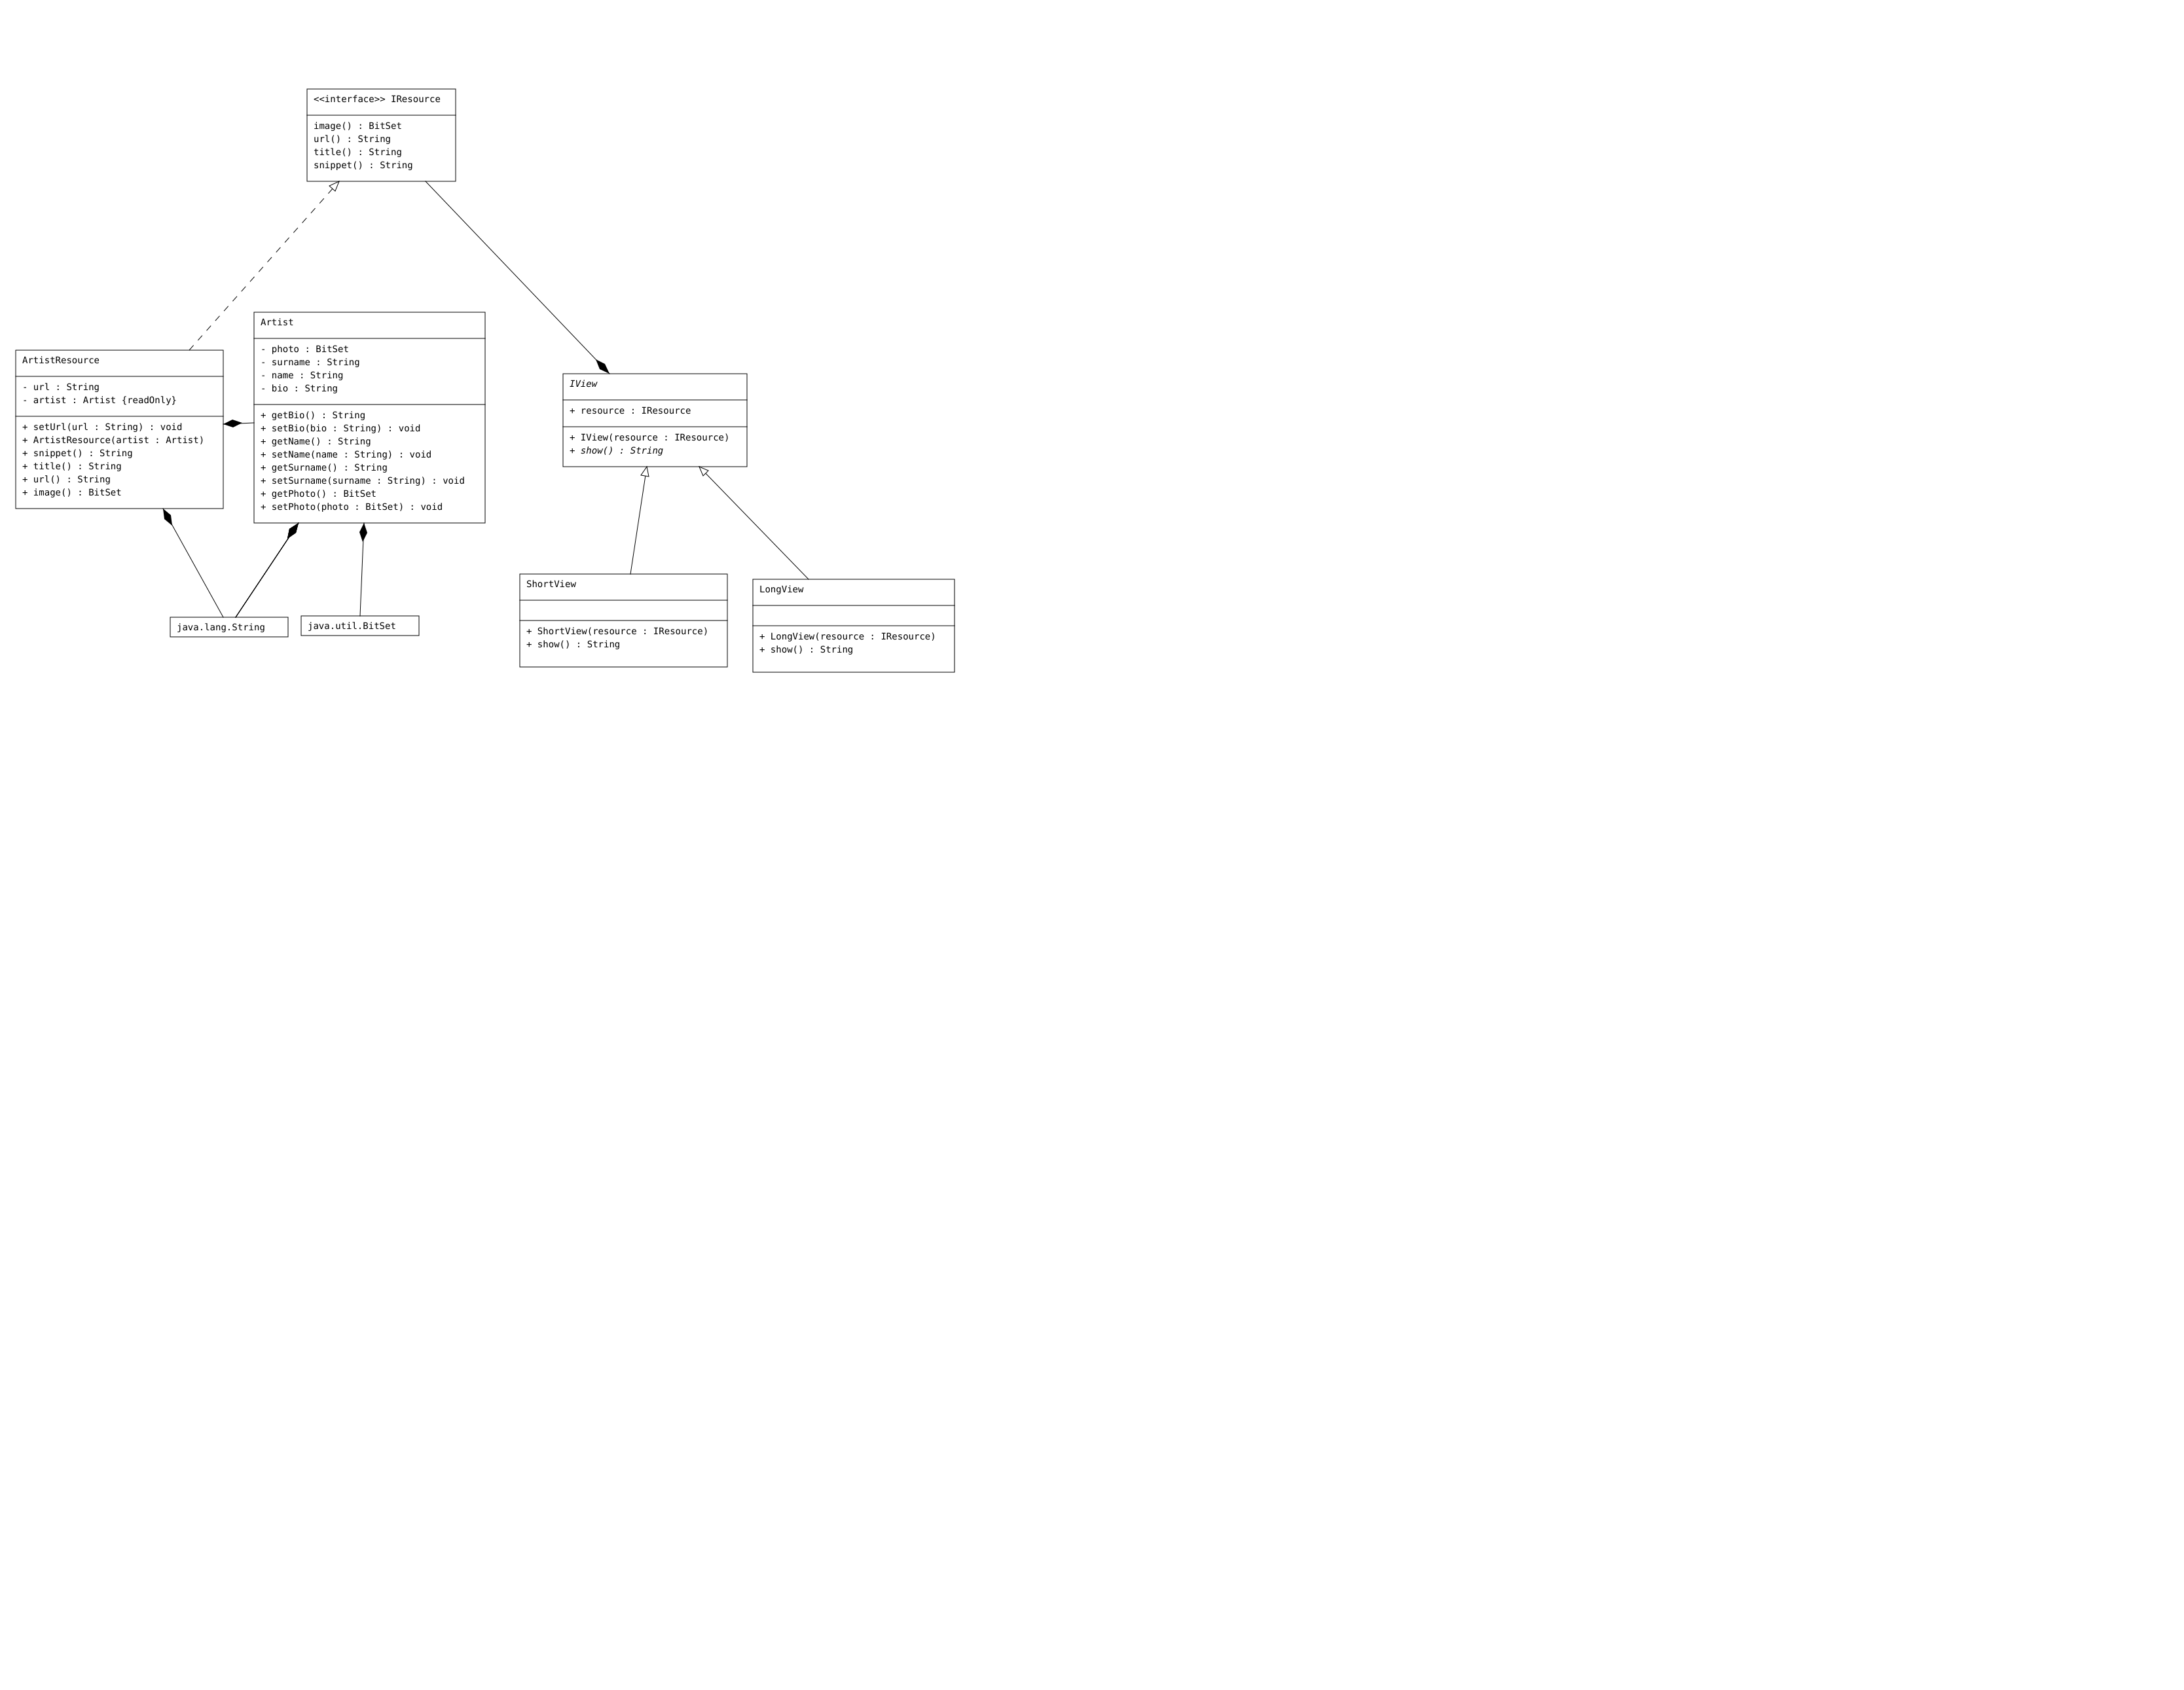 <<interface>> IResource
image() : BitSet
url() : String
title() : String
snippet() : String
ArtistResource
- url : String
- artist : Artist {readOnly}
+ setUrl(url : String) : void
+ ArtistResource(artist : Artist)
+ snippet() : String
+ title() : String
+ url() : String
+ image() : BitSet
Artist
- photo : BitSet
- surname : String
- name : String
- bio : String
+ getBio() : String
+ setBio(bio : String) : void
+ getName() : String
+ setName(name : String) : void
+ getSurname() : String
+ setSurname(surname : String) : void
+ getPhoto() : BitSet
+ setPhoto(photo : BitSet) : void
IView
+ resource : IResource
+ IView(resource : IResource)
+ show() : String
java.lang.String
java.util.BitSet
ShortView
+ ShortView(resource : IResource)
+ show() : String
LongView
+ LongView(resource : IResource)
+ show() : String